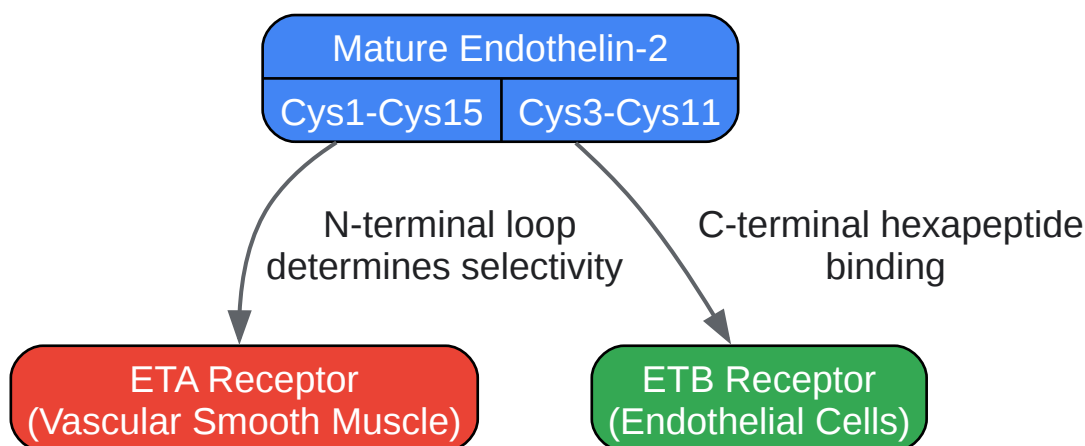 Mature Endothelin-2
Cys1-Cys15
Cys3-Cys11
N-terminal loop
determines selectivity
C-terminal hexapeptide
binding
ETA Receptor
(Vascular Smooth Muscle)
ETB Receptor
(Endothelial Cells)